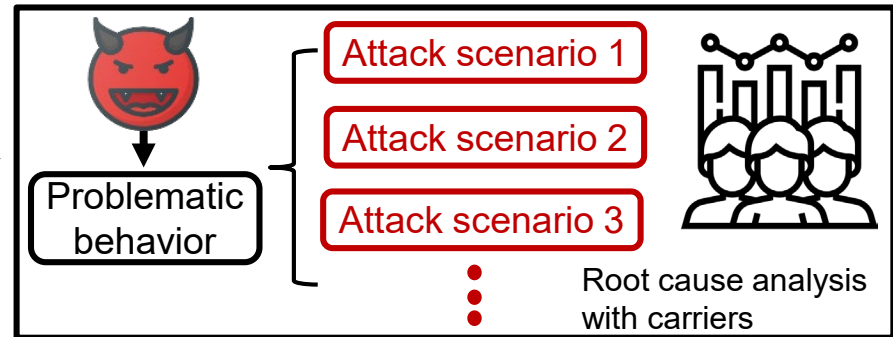 Problematic
behavior
Attack scenario 1
Attack scenario 2
Attack scenario 3
Root cause analysis
with carriers